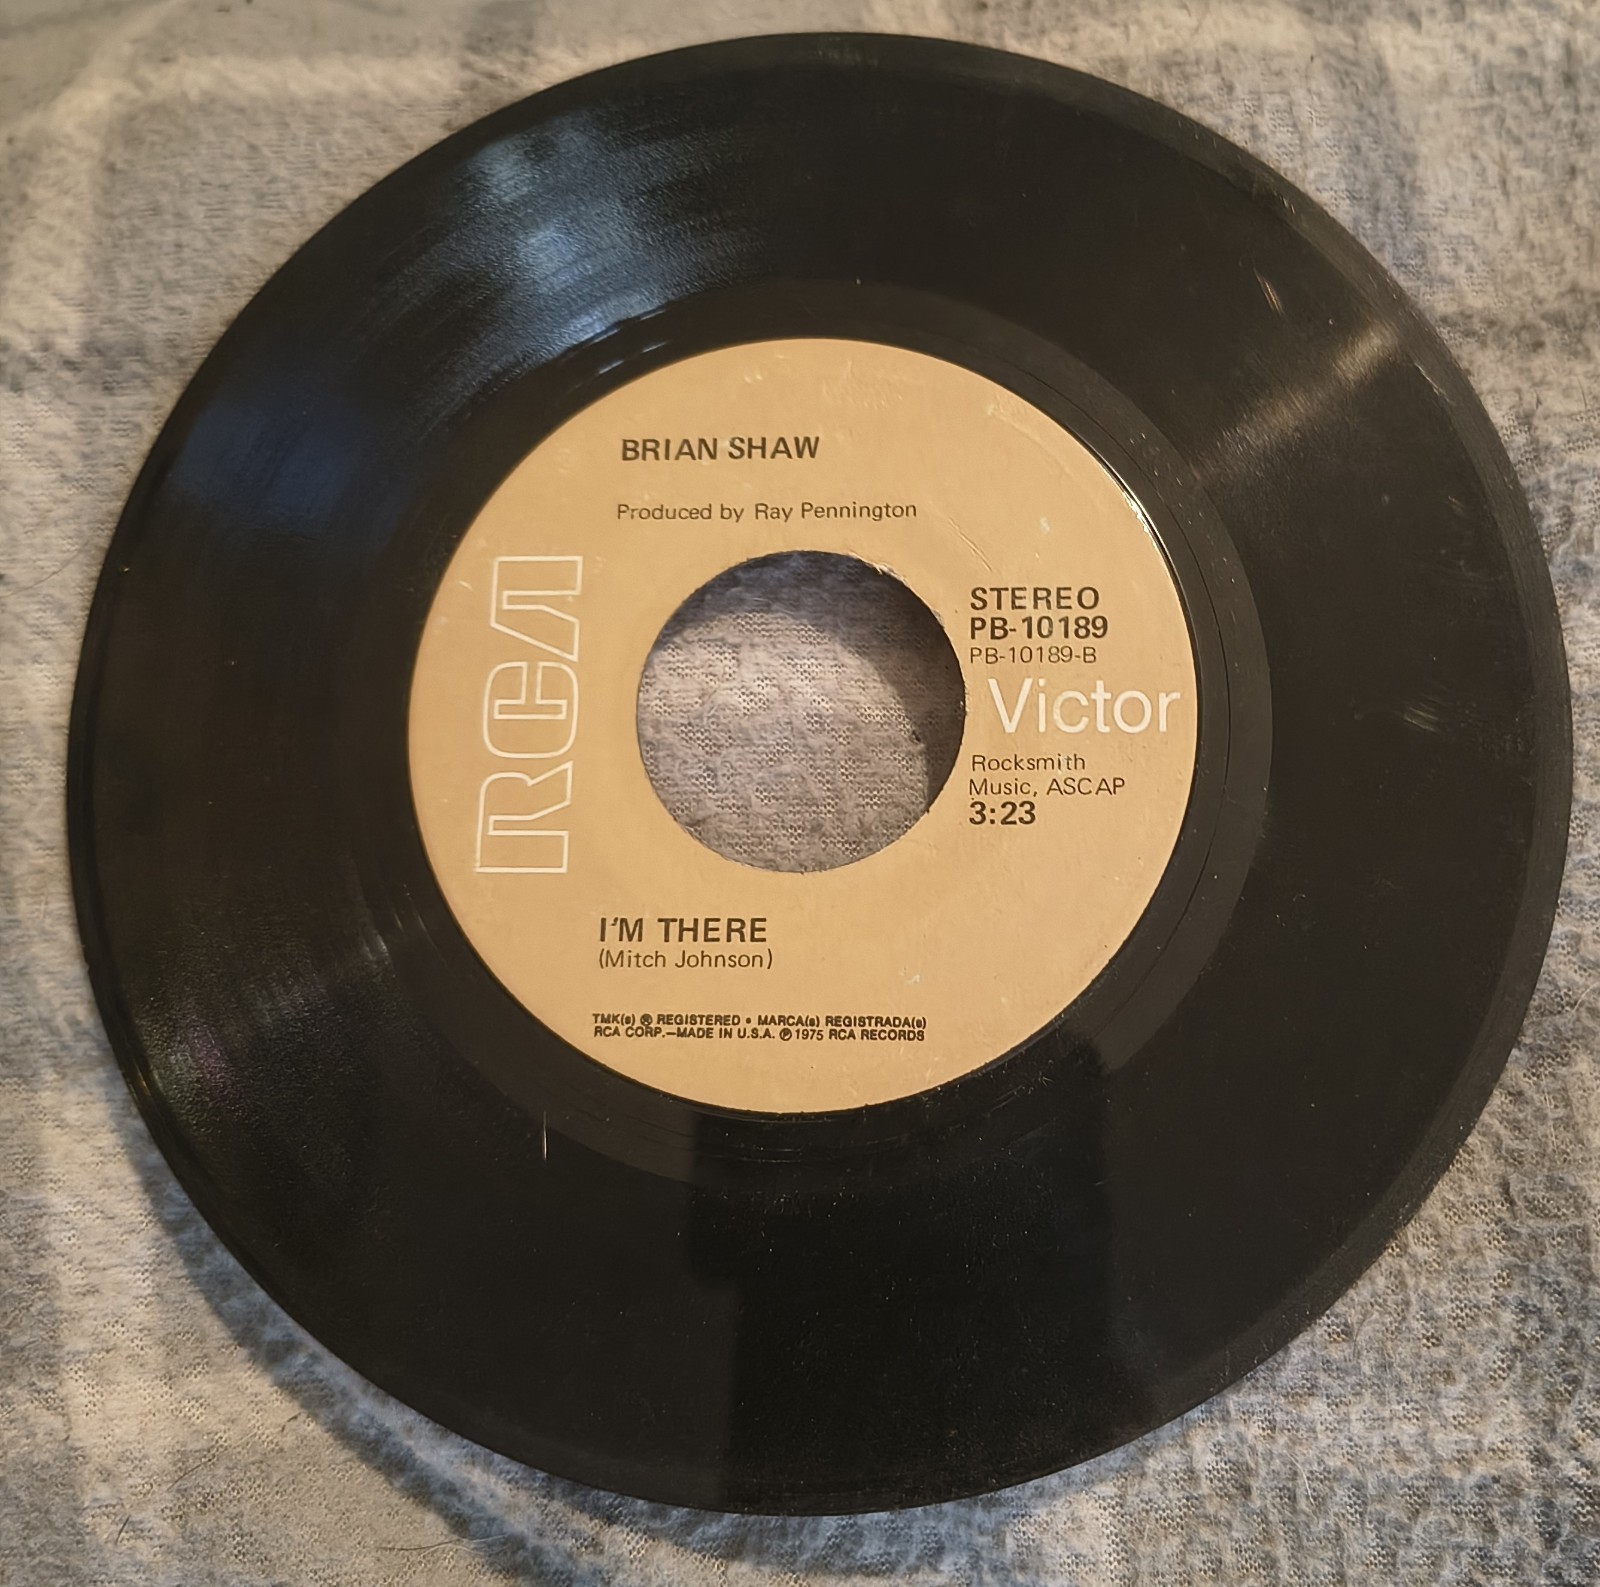 BRIAN SHAW
Produced by Ray Pennington
RCA
STEREO
PB-10189
PB-10189-B
Victor
Rocksmith
Music, ASCAP
3:23
I'M THERE
(Mitch Johnson)
TMK(s) ® REGISTERED • MARCA(s) REGISTRADA(s)
RCA CORP.—MADE IN U.S.A. ℗ 1975 RCA RECORDS